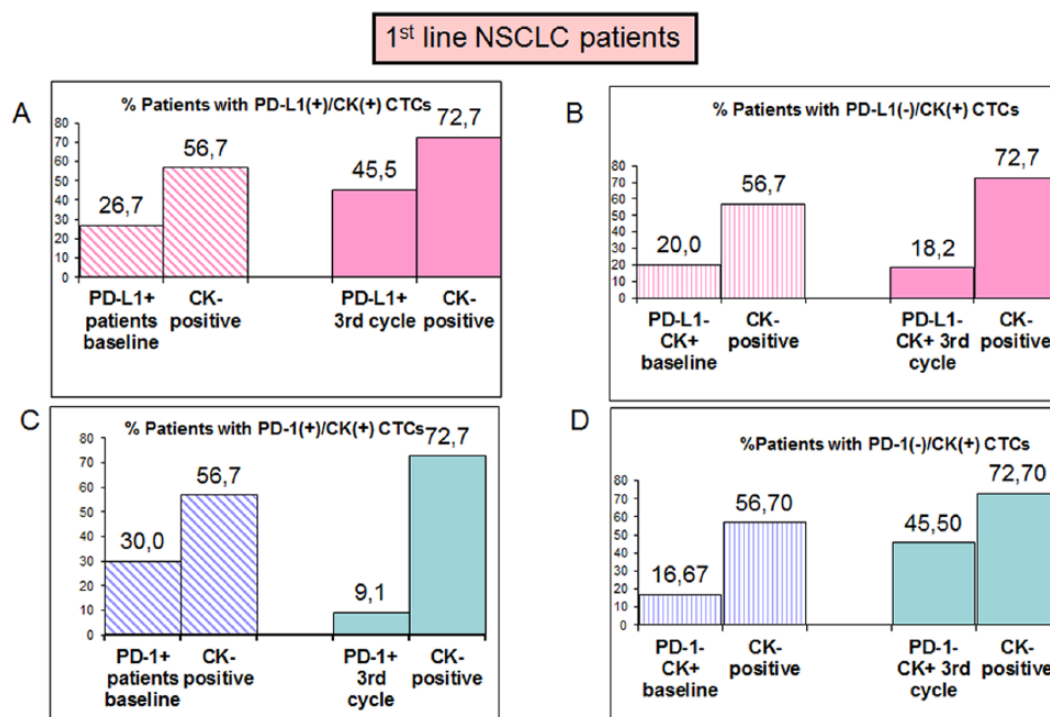 1st line NSCLC patients
A
% Patients with PD-L1(+)/CK(+) CTCs
80
70
60
50
40
30
20
10
0
26,7
56,7
45,5
72,7
PD-L1+ patients baseline
CK-positive
PD-L1+ 3rd cycle
CK-positive
B
% Patients with PD-L1(-)/CK(+) CTCs
80
70
60
50
40
30
20
10
0
20,0
56,7
18,2
72,7
PD-L1- CK+ baseline
CK-positive
PD-L1- CK+ 3rd cycle
CK-positive
C
% Patients with PD-1(+)/CK(+) CTCs
80
70
60
50
40
30
20
10
0
30,0
56,7
9,1
72,7
PD-1+ patients baseline
CK-positive
PD-1+ 3rd cycle
CK-positive
D
%Patients with PD-1(-)/CK(+) CTCs
80
70
60
50
40
30
20
10
0
16,67
56,70
45,50
72,70
PD-1- CK+ baseline
CK-positive
PD-1- CK+ 3rd cycle
CK-positive